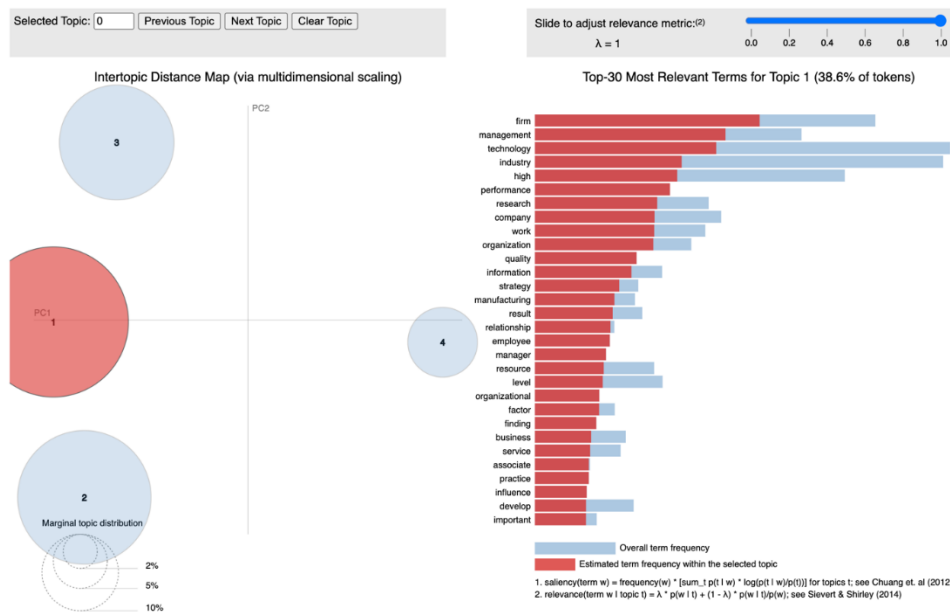 Selected Topic: 0 Previous Topic Next Topic Clear Topic
Slide to adjust relevance metric:(2)
λ = 1
0.0 0.2 0.4 0.6 0.8 1.0
Intertopic Distance Map (via multidimensional scaling)
PC2
PC1
3
1
4
2
Marginal topic distribution
2%
5%
10%
Top-30 Most Relevant Terms for Topic 1 (38.6% of tokens)
firm
management
technology
industry
high
performance
research
company
work
organization
quality
information
strategy
manufacturing
result
relationship
employee
manager
resource
level
organizational
factor
finding
business
service
associate
practice
influence
develop
important
Overall term frequency
Estimated term frequency within the selected topic
1. saliency(term w) = frequency(w) * [sum_t p(t I w) * log(p(t I w)/p(t))] for topics t; see Chuang et. al (2012
2. relevance(term w I topic t) = λ * p(w I t) + (1 - λ) * p(w I t)/p(w); see Sievert & Shirley (2014)